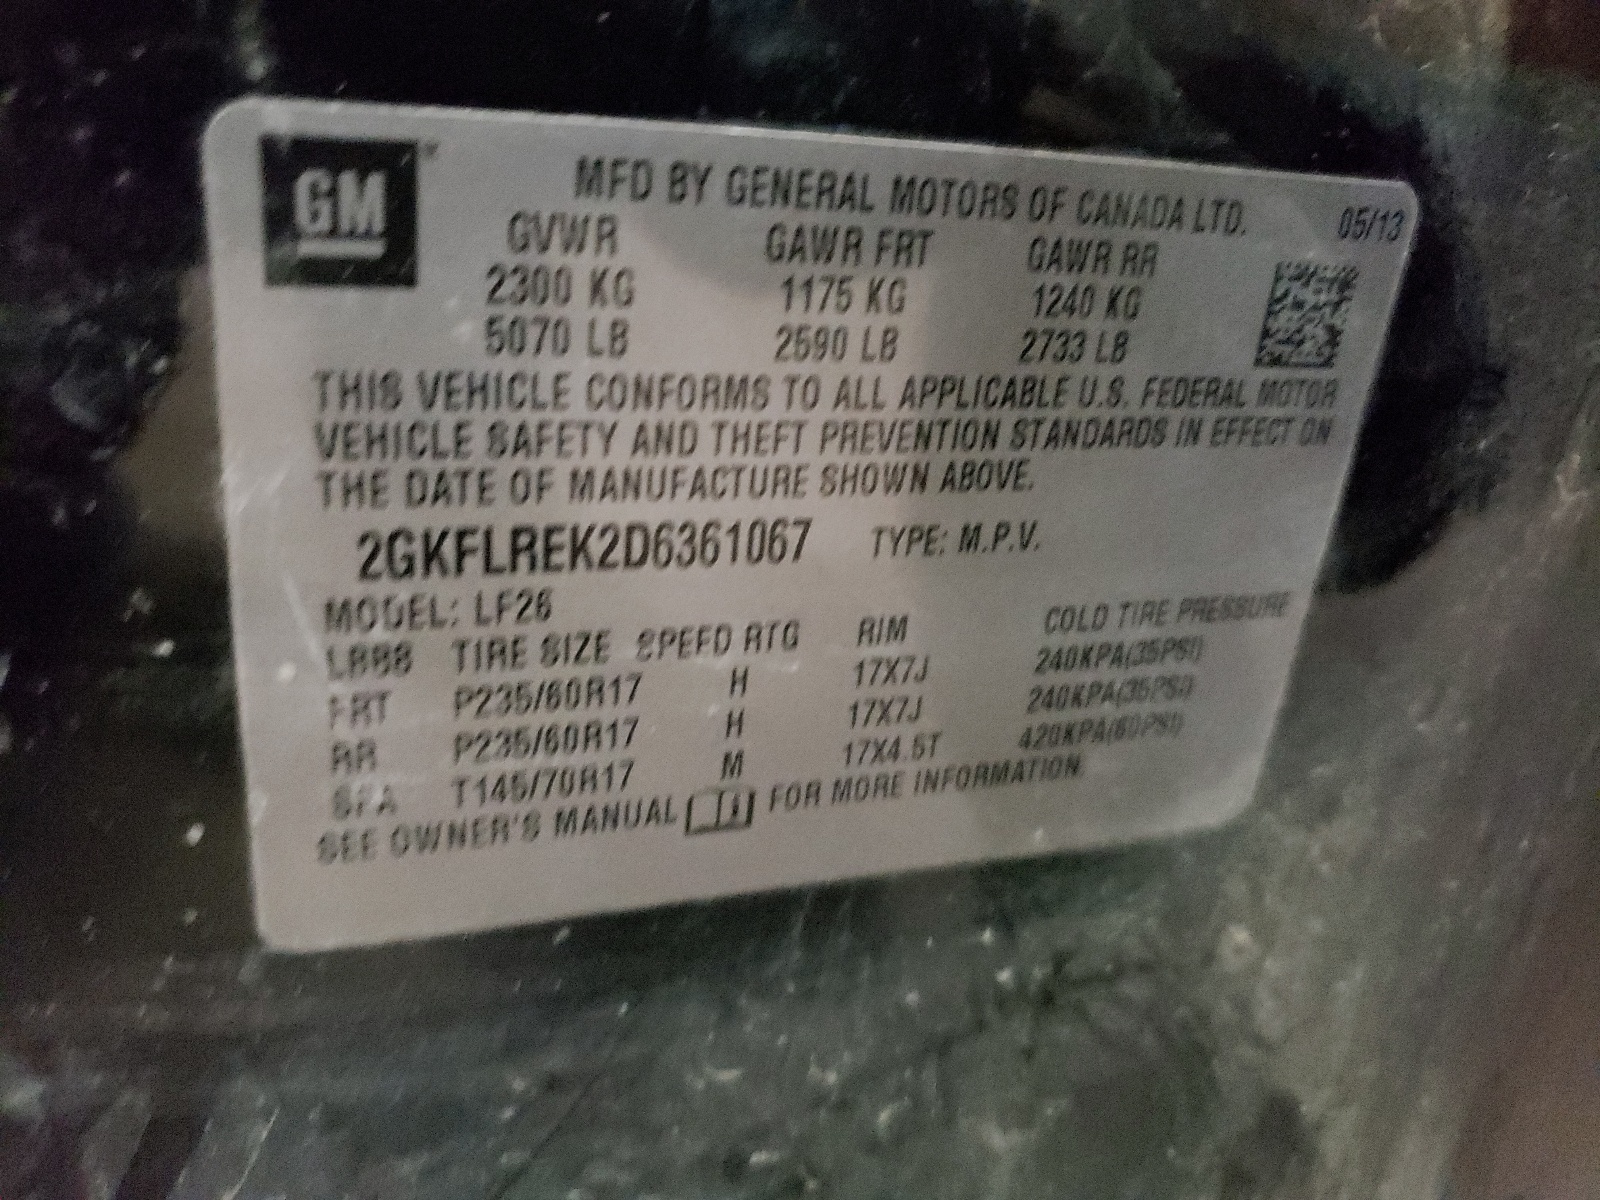 GM
MFD BY GENERAL MOTORS OF CANADA LTD. 05/13
GVWR GAWR FRT GAWR RR
2300 KG 1175 KG 1240 KG
5070 LB 2590 LB 2733 LB
THIS VEHICLE CONFORMS TO ALL APPLICABLE U.S. FEDERAL MOTOR
VEHICLE SAFETY AND THEFT PREVENTION STANDARDS IN EFFECT ON
THE DATE OF MANUFACTURE SHOWN ABOVE.
2GKFLREK2D6361067 TYPE: M.P.V.
MODEL: LF26
TIRE SIZE SPEED RTG RIM COLD TIRE PRESSURE
FRT P235/60R17 H 17X7J 240KPA(35PSI)
RR P235/60R17 H 17X7J 240KPA(35PSI)
SPA T145/70R17 M 17X4.5T 420KPA(60PSI)
SEE OWNER'S MANUAL FOR MORE INFORMATION.